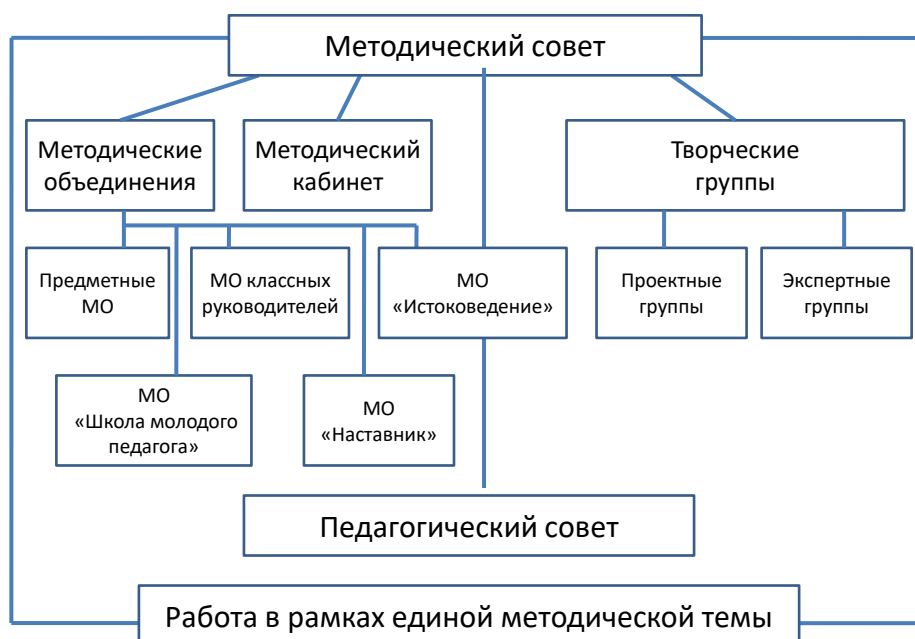 Методический совет
Методические
объединения
Методический
кабинет
Творческие
группы
Предметные
МО
МО классных
руководителей
МО
«Истоковедение»
Проектные
группы
Экспертные
группы
МО
«Школа молодого
педагога»
МО
«Наставник»
Педагогический совет
Работа в рамках единой методической темы